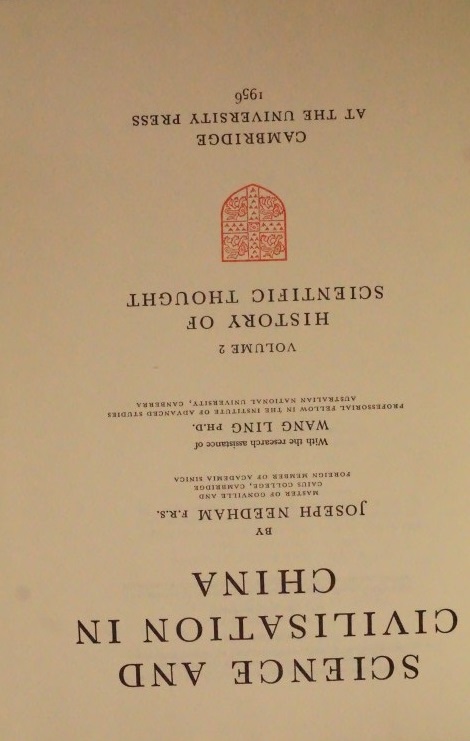 SCIENCE AND
CIVILISATION IN
CHINA
BY
JOSEPH NEEDHAM F.R.S.
MASTER OF GONVILLE AND
CAIUS COLLEGE, CAMBRIDGE
FOREIGN MEMBER OF ACADEMIA SINICA
With the research assistance of
WANG LING PH.D.
PROFESSORIAL FELLOW IN THE INSTITUTE OF ADVANCED STUDIES
AUSTRALIAN NATIONAL UNIVERSITY, CANBERRA
VOLUME 2
HISTORY OF
SCIENTIFIC THOUGHT
CAMBRIDGE
AT THE UNIVERSITY PRESS
1956